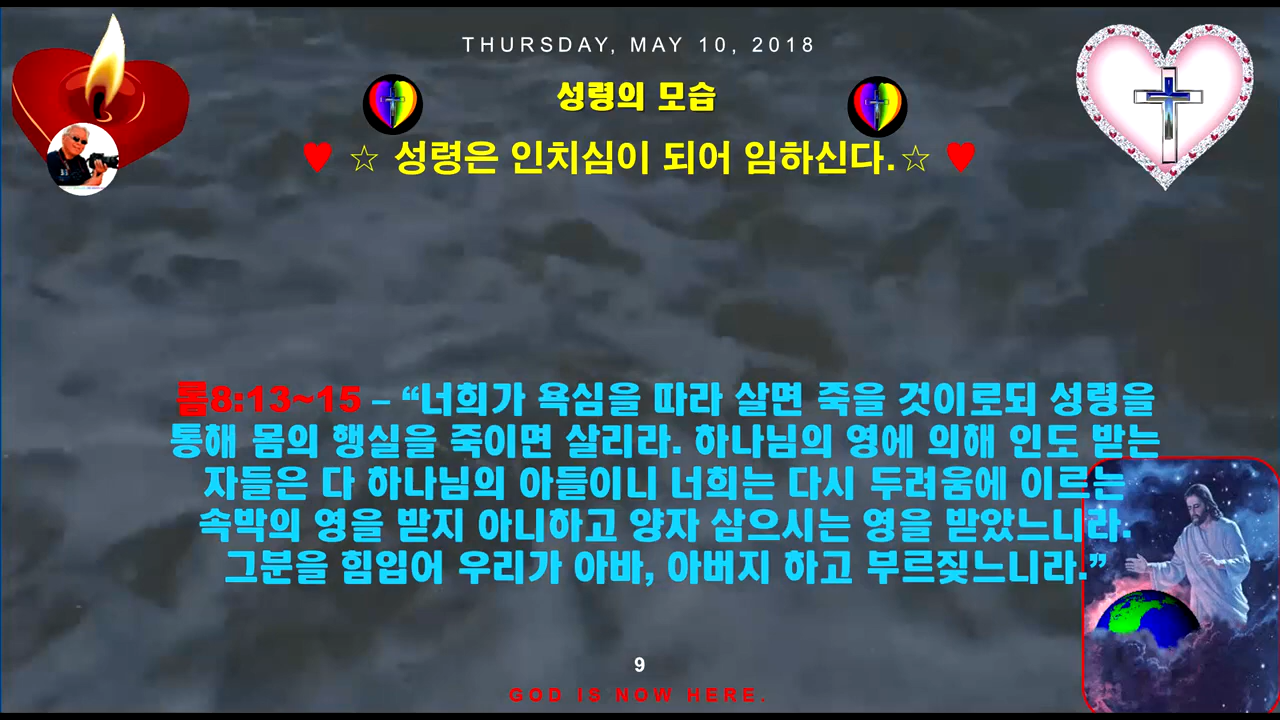 THURSDAY, MAY 10, 2018
성령의 모습
♥ ☆ 성령은 인치심이 되어 임하신다.☆ ♥
롬8:13~15 – “너희가 욕심을 따라 살면 죽을 것이로되 성령을
통해 몸의 행실을 죽이면 살리라. 하나님의 영에 의해 인도 받는
자들은 다 하나님의 아들이니 너희는 다시 두려움에 이르는
속박의 영을 받지 아니하고 양자 삼으시는 영을 받았느니라.
그분을 힘입어 우리가 아바, 아버지 하고 부르짖느니라.”
9
GOD IS NOW HERE.